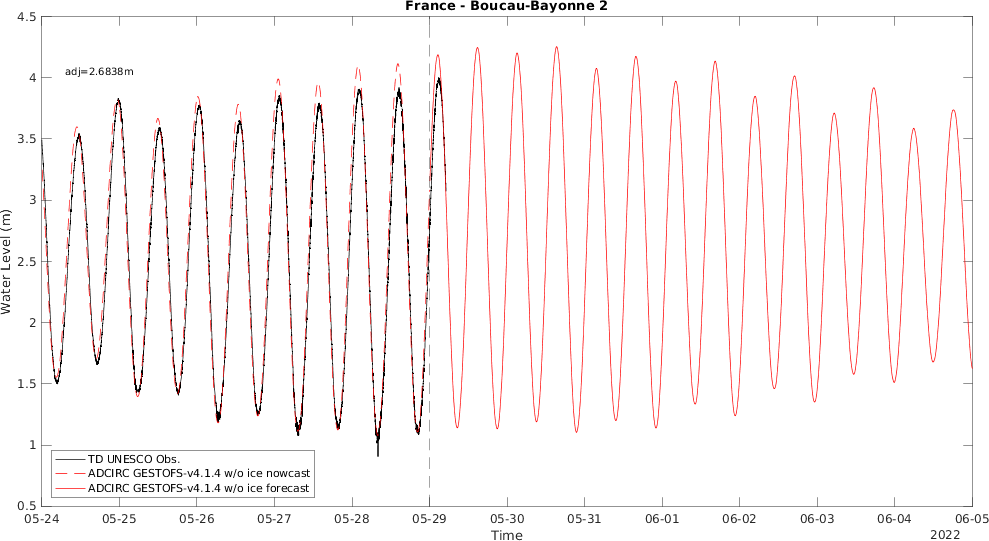 France - Boucau-Bayonne 2
adj=2.6838m
4.5
4
3.5
3
2.5
2
1.5
1
0.5
Water Level (m)
TD UNESCO Obs.
ADCIRC GESTOFS-v4.1.4 w/o ice nowcast
ADCIRC GESTOFS-v4.1.4 w/o ice forecast
05-24 05-25 05-26 05-27 05-28 05-29 05-30 05-31 06-01 06-02 06-03 06-04 06-05
Time
2022